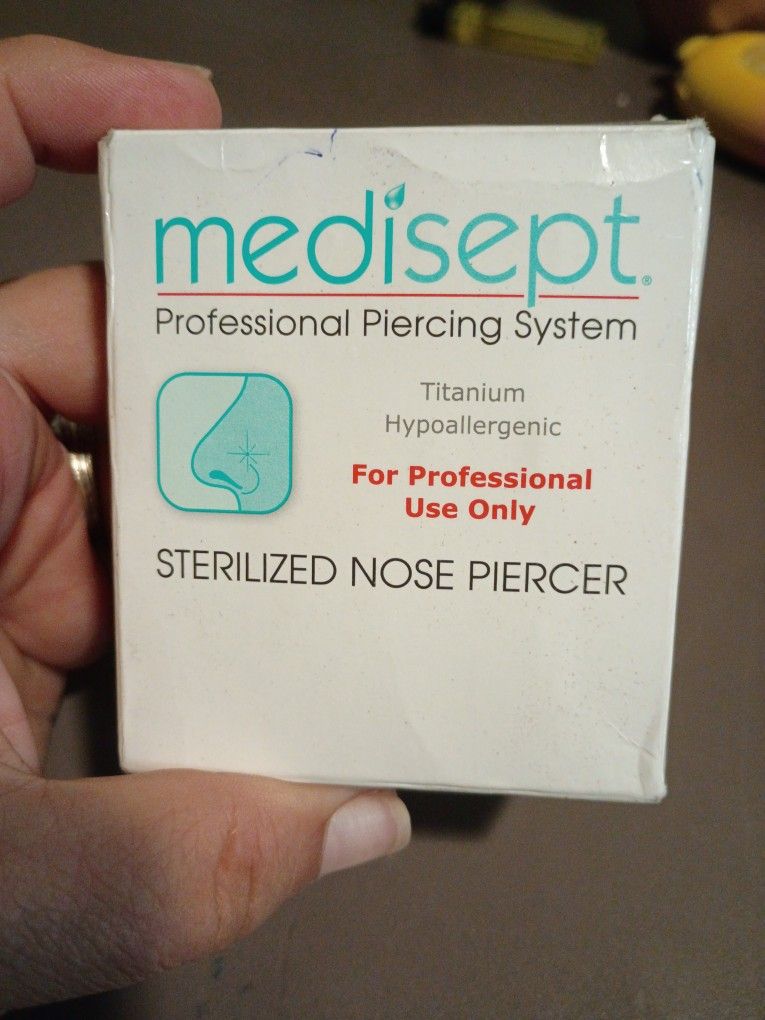 medisept®
Professional Piercing System
Titanium
Hypoallergenic
For Professional
Use Only
STERILIZED NOSE PIERCER